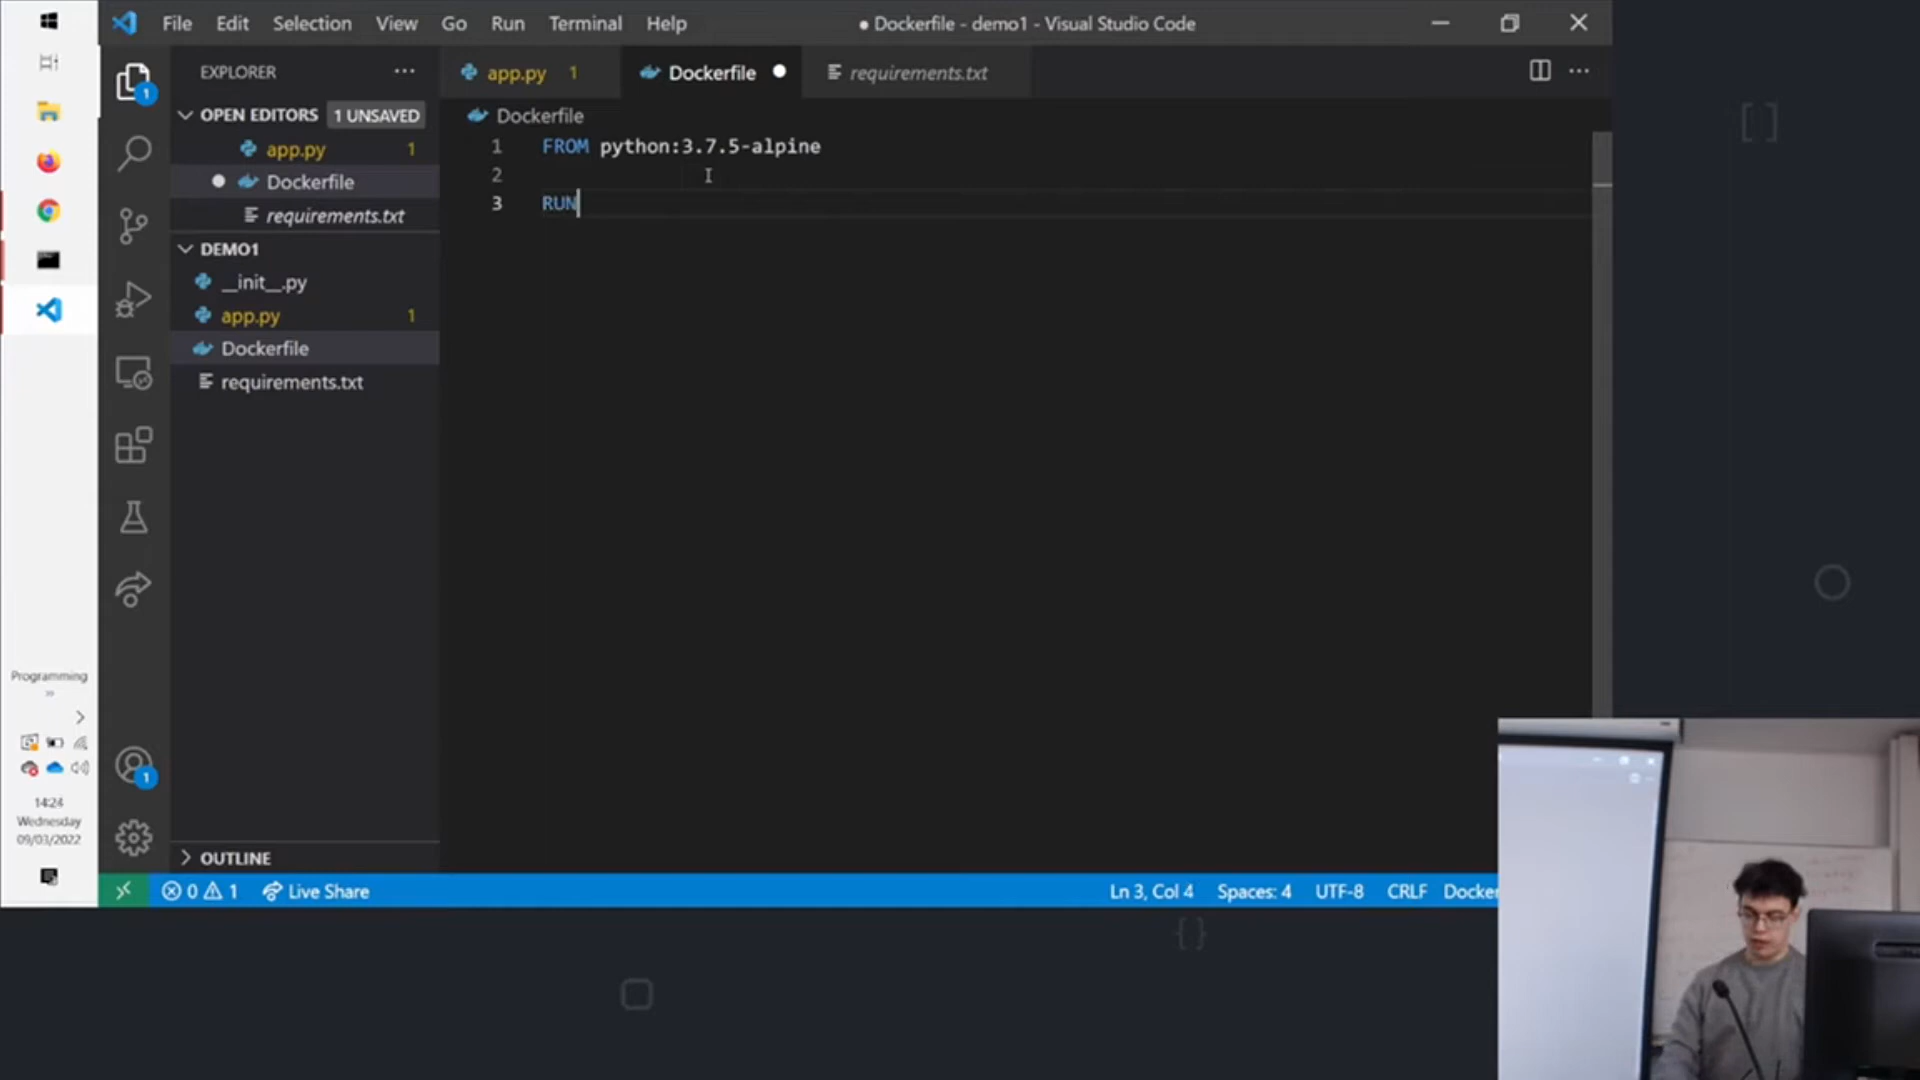 File Edit Selection View Go Run Terminal Help
● Dockerfile - demo1 - Visual Studio Code
EXPLORER
app.py 1
Dockerfile
requirements.txt
OPEN EDITORS 1 UNSAVED
app.py 1
Dockerfile
requirements.txt
DEMO1
__init__.py
app.py 1
Dockerfile
requirements.txt
OUTLINE
Dockerfile
1 FROM python:3.7.5-alpine
2
3 RUN
1
1
Programming
14:24
Wednesday
09/03/2022
0 1 Live Share
Ln 3, Col 4 Spaces: 4 UTF-8 CRLF Docker
[]
{}